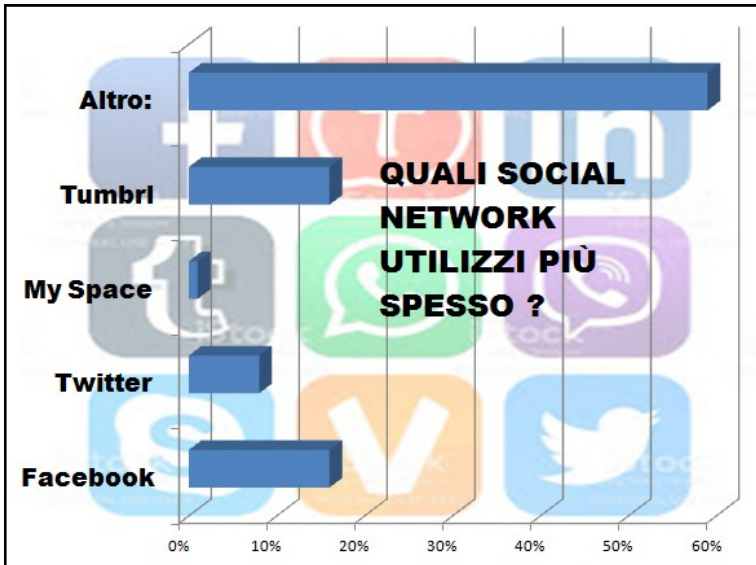 Altro:
Tumbrl
My Space
Twitter
Facebook
QUALI SOCIAL
NETWORK
UTILIZZI PIÙ
SPESSO ?
0% 10% 20% 30% 40% 50% 60%